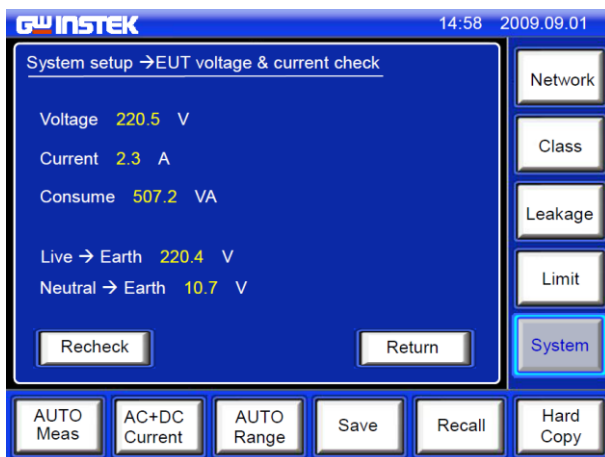 GWINSTEK 14:58 2009.09.01
System setup →EUT voltage & current check
Voltage 220.5 V
Current 2.3 A
Consume 507.2 VA
Live → Earth 220.4 V
Neutral → Earth 10.7 V
Recheck
Return
Network
Class
Leakage
Limit
System
AUTO
Meas
AC+DC
Current
AUTO
Range
Save
Recall
Hard
Copy